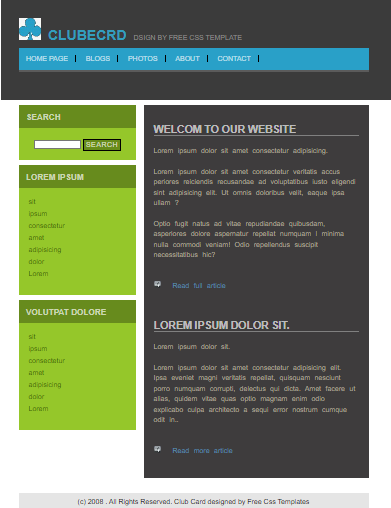 CLUBECRD DSIGN BY FREE CSS TEMPLATE
HOME PAGE | BLOGS | PHOTOS | ABOUT | CONTACT |
SEARCH
SEARCH
LOREM IPSUM
sit
ipsum
consectetur
amet
adipisicing
dolor
Lorem
VOLUTPAT DOLORE
sit
ipsum
consectetur
amet
adipisicing
dolor
Lorem
WELCOM TO OUR WEBSITE
Lorem ipsum dolor sit amet consectetur adipisicing.
Lorem ipsum dolor sit amet consectetur veritatis accus
periores reiciendis recusandae ad voluptatibus iusto eligendi
sint adipisicing elit. Ut omnis doloribus velit, eaque ipsa
ullam ?
Optio fugit natus ad vitae repudiandae quibusdam,
asperiores dolore aspernatur repellat numquam l minima
nulla commodi veniam! Odio repellendus suscipit
necessitatibus hic?
Read full article
LOREM IPSUM DOLOR SIT.
Lorem ipsum dolor sit.
Lorem ipsum dolor sit amet consectetur adipisicing elit.
Ipsa eveniet magni veritatis repellat, quisquam nesciunt
porro numquam corrupti, delectus qui dicta. Amet facere ut
alias, quidem vitae quas optio magnam enim odio
explicabo culpa architecto a sequi error nostrum cumque
odit in..
Read more article
(c) 2008 . All Rights Reserved. Club Card designed by Free Css Templates